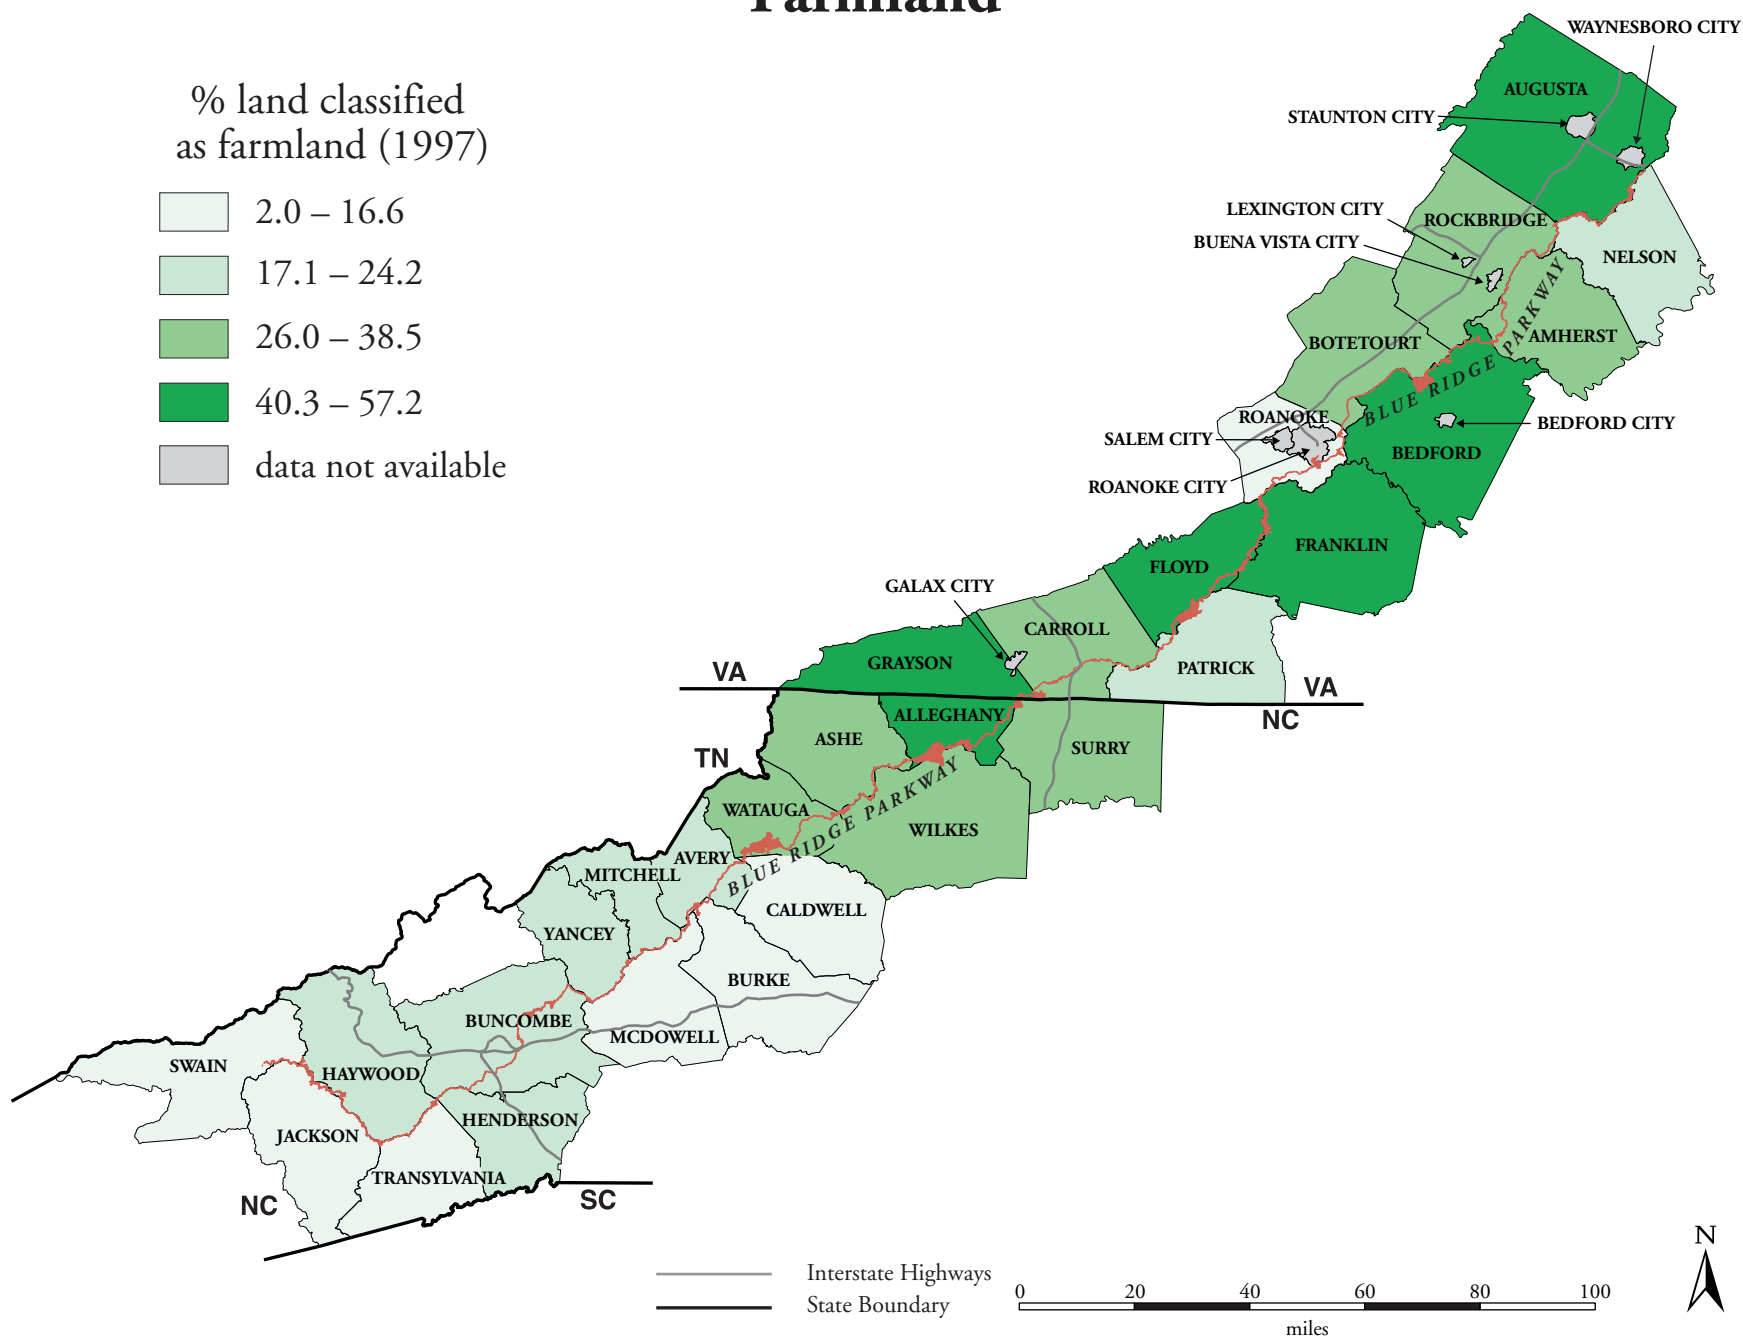 Farmland
% land classified
as farmland (1997)
2.0 – 16.6
17.1 – 24.2
26.0 – 38.5
40.3 – 57.2
data not available
WAYNESBORO CITY
AUGUSTA
STAUNTON CITY
LEXINGTON CITY
ROCKBRIDGE
BUENA VISTA CITY
NELSON
BOTETOURT
AMHERST
BLUE RIDGE PARKWAY
ROANOKE
SALEM CITY
BEDFORD CITY
BEDFORD
ROANOKE CITY
FRANKLIN
FLOYD
GALAX CITY
CARROLL
GRAYSON
PATRICK
VA
VA
NC
ALLEGHANY
ASHE
SURRY
TN
WATAUGA
WILKES
BLUE RIDGE PARKWAY
AVERY
MITCHELL
CALDWELL
YANCEY
BURKE
BUNCOMBE
MCDOWELL
SWAIN
HAYWOOD
HENDERSON
JACKSON
TRANSYLVANIA
NC
SC
N
Interstate Highways
State Boundary
0 20 40 60 80 100
miles